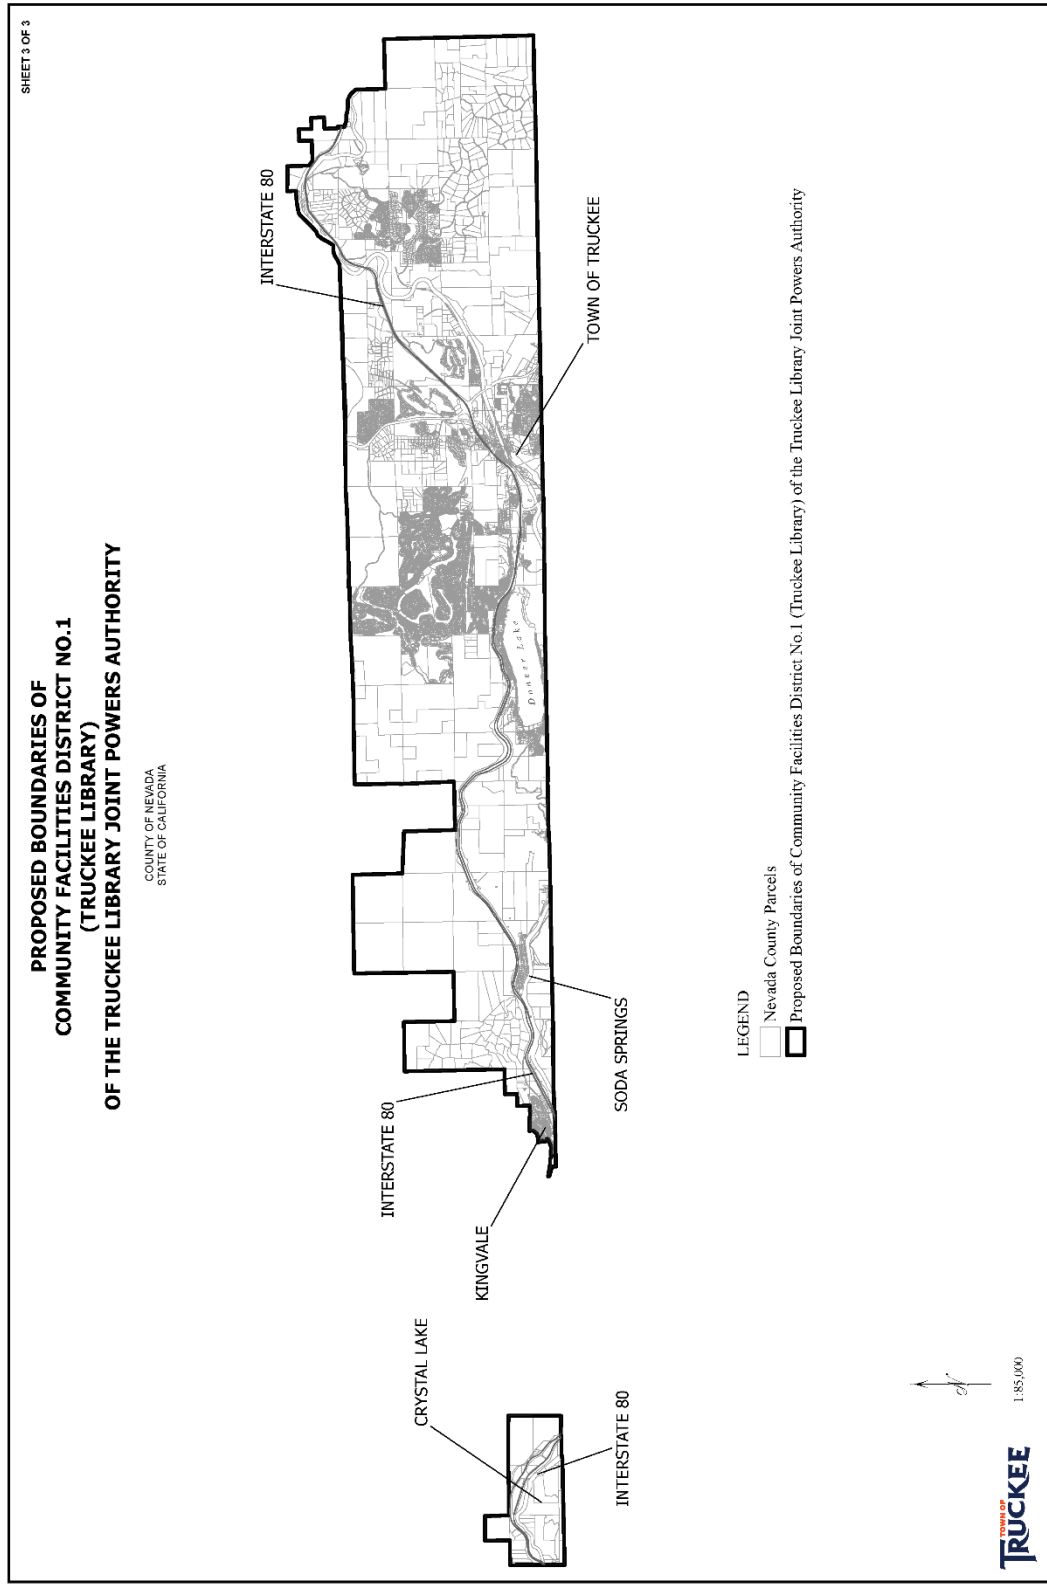 SHEET 3 OF 3
PROPOSED BOUNDARIES OF
COMMUNITY FACILITIES DISTRICT NO.1
(TRUCKEE LIBRARY)
OF THE TRUCKEE LIBRARY JOINT POWERS AUTHORITY
COUNTY OF NEVADA
STATE OF CALIFORNIA
INTERSTATE 80
INTERSTATE 80
KINGVALE
CRYSTAL LAKE
Donner Lake
TOWN OF TRUCKEE
SODA SPRINGS
INTERSTATE 80
LEGEND
Nevada County Parcels
Proposed Boundaries of Community Facilities District No.1 (Truckee Library) of the Truckee Library Joint Powers Authority
N
1:85,000
TOWN OF
TRUCKEE